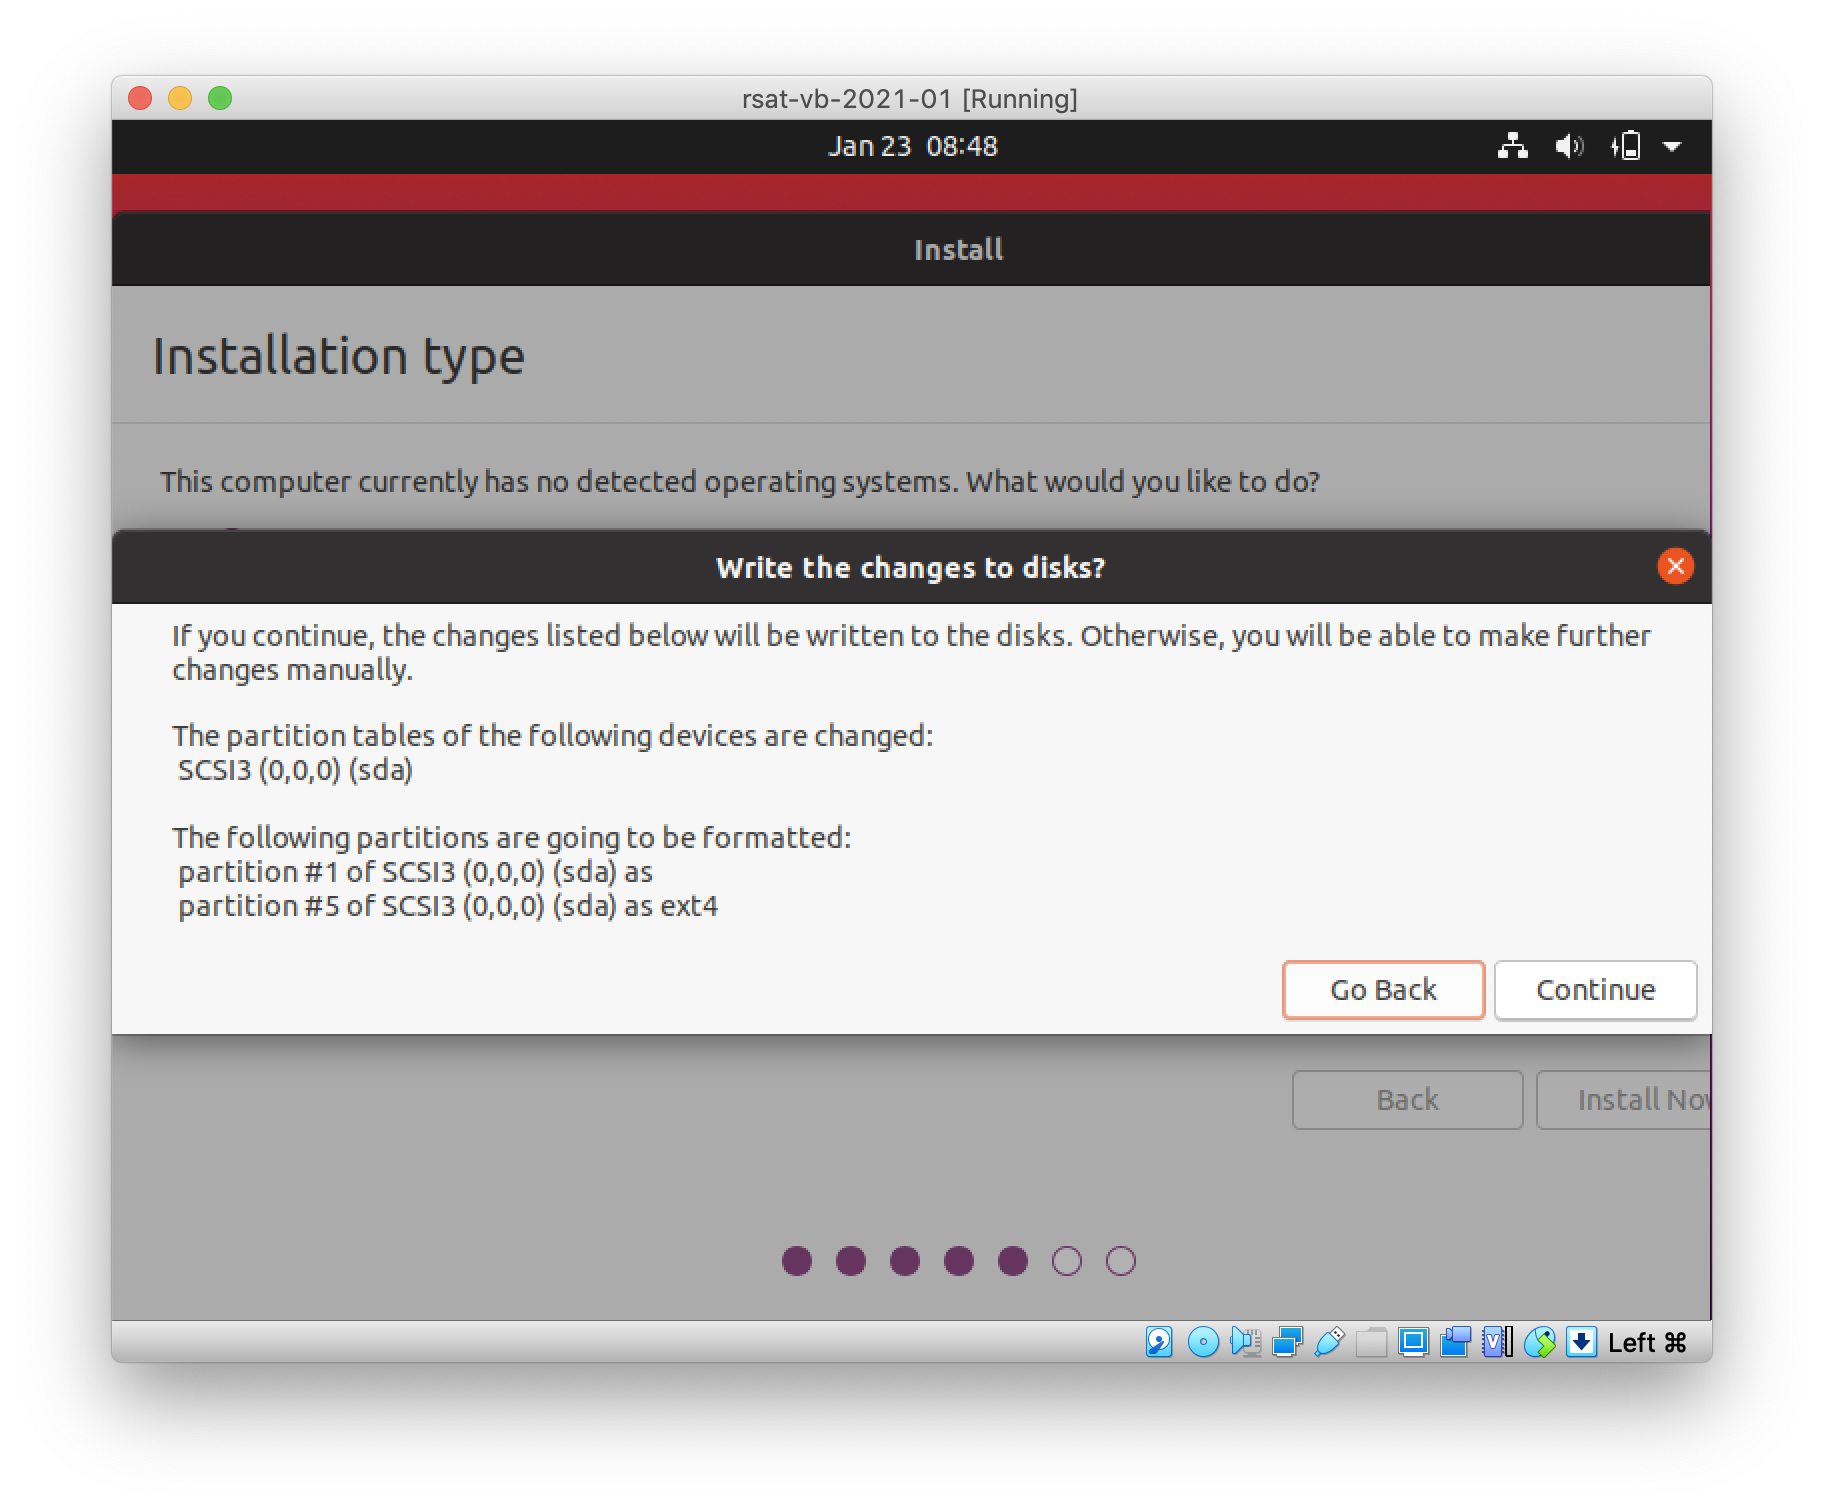 rsat-vb-2021-01 [Running]
Jan 23 08:48
Install
Installation type
This computer currently has no detected operating systems. What would you like to do?
Write the changes to disks?
If you continue, the changes listed below will be written to the disks. Otherwise, you will be able to make further
changes manually.
The partition tables of the following devices are changed:
SCSI3 (0,0,0) (sda)
The following partitions are going to be formatted:
partition #1 of SCSI3 (0,0,0) (sda) as
partition #5 of SCSI3 (0,0,0) (sda) as ext4
Go Back Continue
Back Install Now
Left ⌘